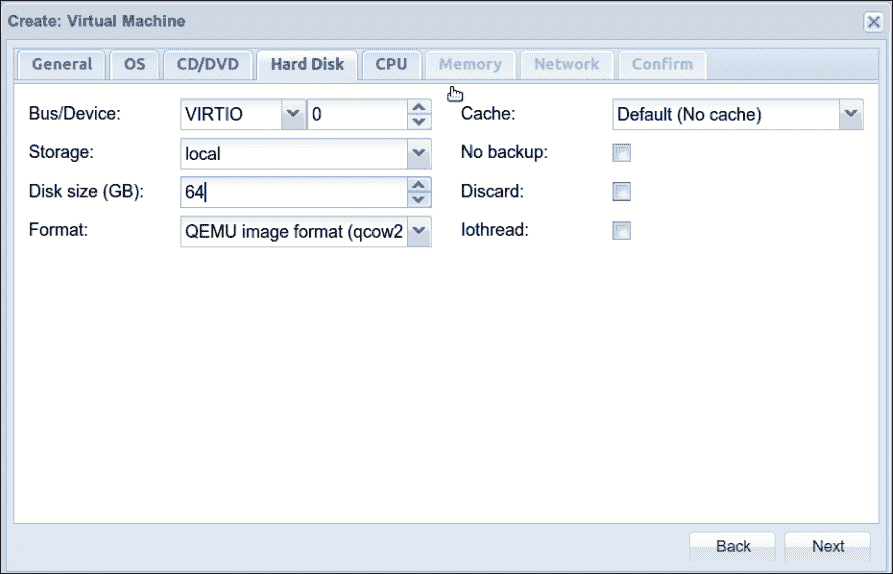 Create: Virtual Machine
General OS CD/DVD Hard Disk CPU Memory Network Confirm
Bus/Device: VIRTIO 0 Cache: Default (No cache)
Storage: local No backup:
Disk size (GB): 64 Discard:
Format: QEMU image format (qcow2 Iothread:
Back Next